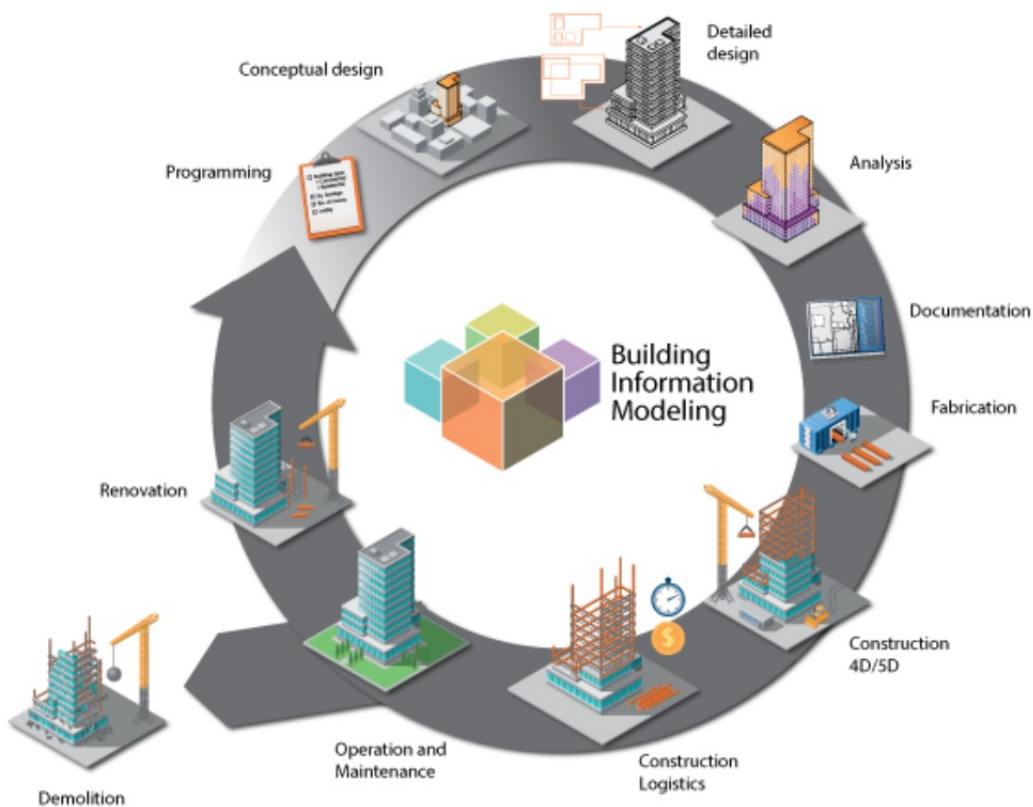 Conceptual design
Detailed
design
Programming
Analysis
Documentation
Building
Information
Modeling
Fabrication
Renovation
Construction
4D/5D
$
Operation and
Maintenance
Construction
Logistics
Demolition